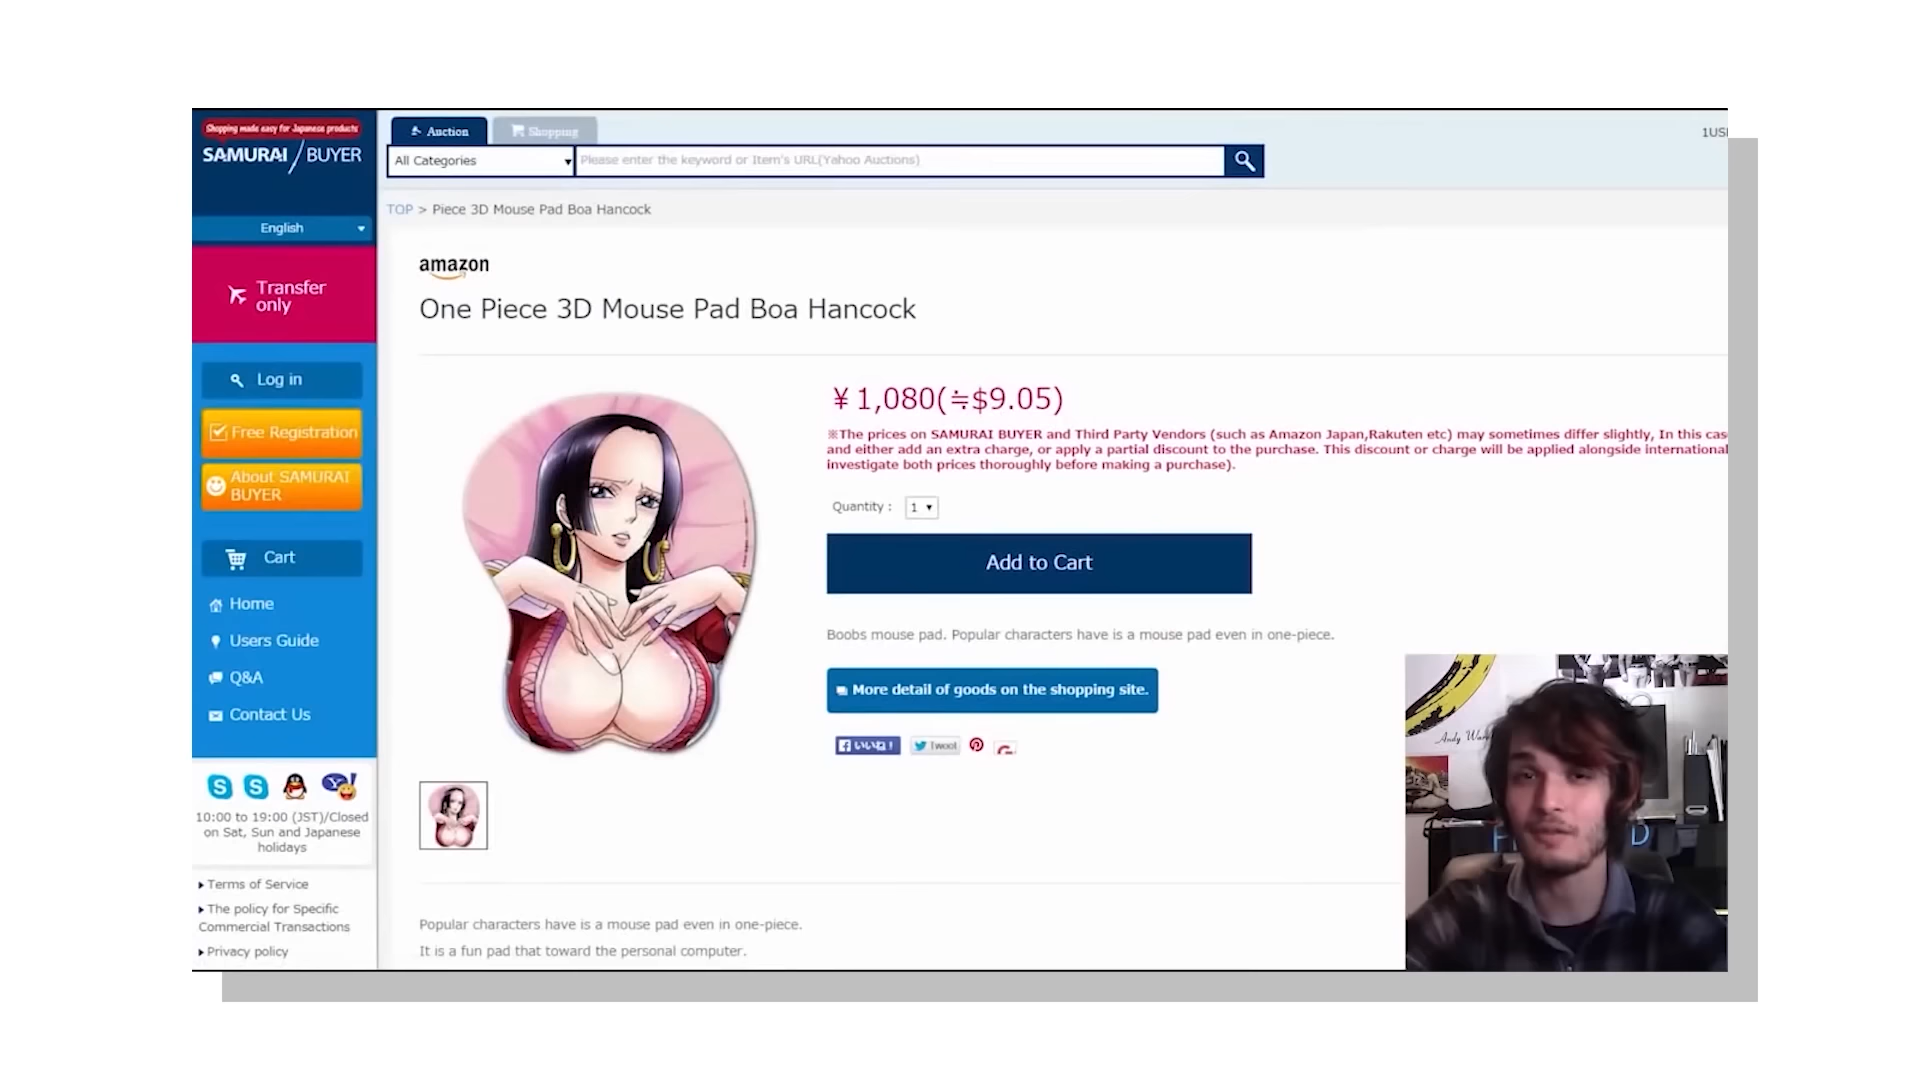 Shopping made easy for Japanese products
SAMURAI / BUYER
English
Transfer
only
Log in
Free Registration
About SAMURAI
BUYER
Cart
Home
Users Guide
Q&A
Contact Us
10:00 to 19:00 (JST)/Closed
on Sat, Sun and Japanese
holidays
Terms of Service
The policy for Specific
Commercial Transactions
Privacy policy
Auction
Shopping
All Categories
Please enter the keyword or Item's URL(Yahoo Auctions)
1US
TOP > Piece 3D Mouse Pad Boa Hancock
amazon
One Piece 3D Mouse Pad Boa Hancock
¥1,080(≒$9.05)
※The prices on SAMURAI BUYER and Third Party Vendors (such as Amazon Japan,Rakuten etc) may sometimes differ slightly, In this cas
and either add an extra charge, or apply a partial discount to the purchase. This discount or charge will be applied alongside international
investigate both prices thoroughly before making a purchase).
Quantity :
1
Add to Cart
Boobs mouse pad. Popular characters have is a mouse pad even in one-piece.
More detail of goods on the shopping site.
いいね !
Tweet
Popular characters have is a mouse pad even in one-piece.
It is a fun pad that toward the personal computer.
Andy